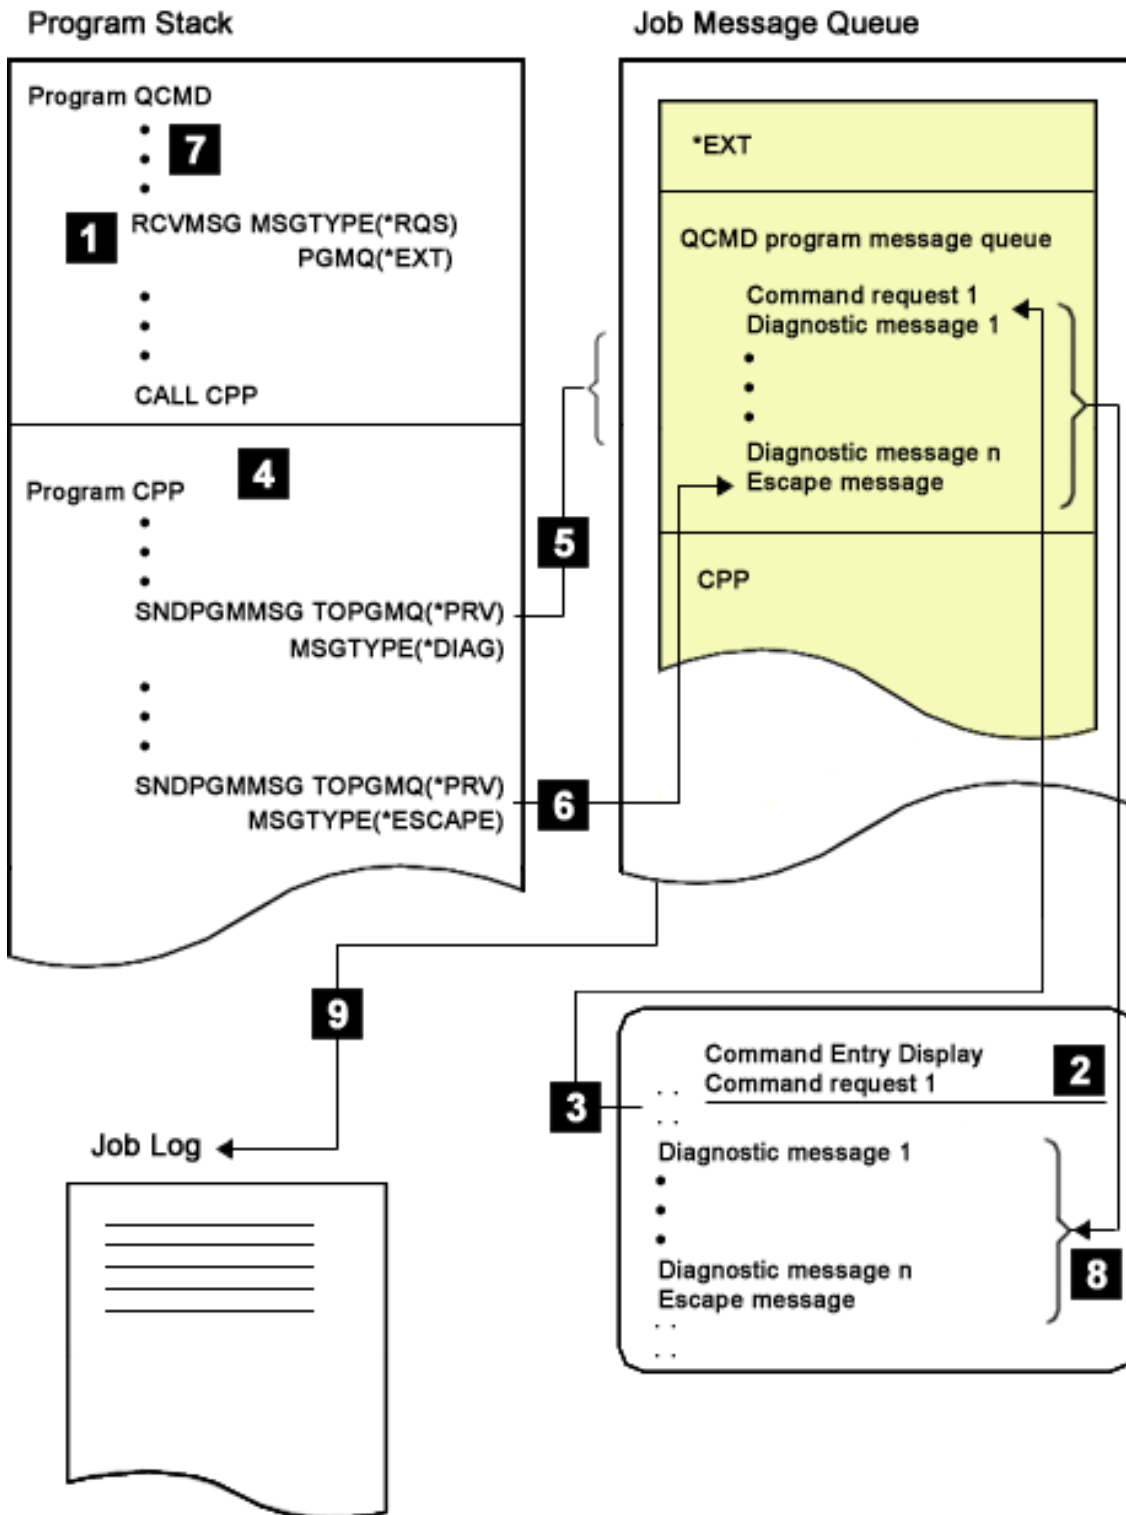 Program Stack
Program QCMD
7
1
RCVMSG MSGTYPE(*RQS)
PGMQ(*EXT)
CALL CPP
4
Program CPP
5
SNDPGMMSG TOPGMQ(*PRV)
MSGTYPE(*DIAG)
SNDPGMMSG TOPGMQ(*PRV)
MSGTYPE(*ESCAPE)
6
Job Message Queue
*EXT
QCMD program message queue
Command request 1
Diagnostic message 1
Diagnostic message n
Escape message
CPP
9
Job Log
3
Command Entry Display
Command request 1
2
Diagnostic message 1
Diagnostic message n
Escape message
8